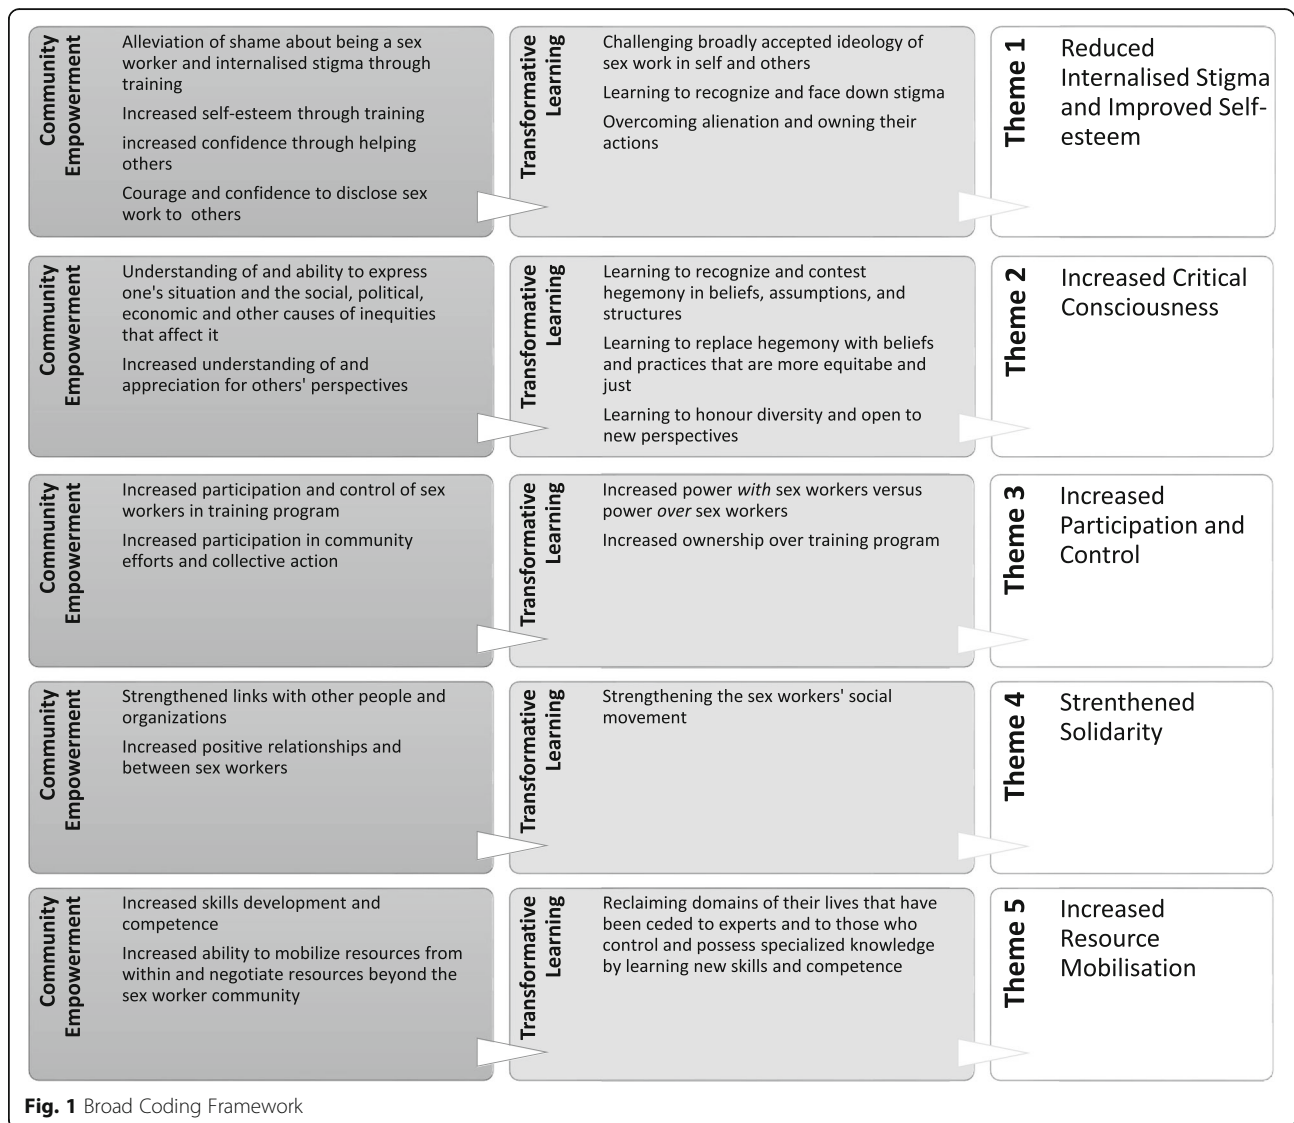 Community
Empowerment
Alleviation of shame about being a sex
worker and internalised stigma through
training
Increased self-esteem through training
increased confidence through helping
others
Courage and confidence to disclose sex
work to others
Transformative
Learning
Challenging broadly accepted ideology of
sex work in self and others
Learning to recognize and face down stigma
Overcoming alienation and owning their
actions
Theme 1
Reduced
Internalised Stigma
and Improved Self-
esteem
Community
Empowerment
Understanding of and ability to express
one's situation and the social, political,
economic and other causes of inequities
that affect it
Increased understanding of and
appreciation for others' perspectives
Transformative
Learning
Learning to recognize and contest
hegemony in beliefs, assumptions, and
structures
Learning to replace hegemony with beliefs
and practices that are more equitabe and
just
Learning to honour diversity and open to
new perspectives
Theme 2
Increased Critical
Consciousness
Community
Empowerment
Increased participation and control of sex
workers in training program
Increased participation in community
efforts and collective action
Transformative
Learning
Increased power with sex workers versus
power over sex workers
Increased ownership over training program
Theme 3
Increased
Participation and
Control
Community
Empowerment
Strengthened links with other people and
organizations
Increased positive relationships and
between sex workers
Transformative
Learning
Strengthening the sex workers' social
movement
Theme 4
Strenthened
Solidarity
Community
Empowerment
Increased skills development and
competence
Increased ability to mobilize resources from
within and negotiate resources beyond the
sex worker community
Transformative
Learning
Reclaiming domains of their lives that have
been ceded to experts and to those who
control and possess specialized knowledge
by learning new skills and competence
Theme 5
Increased
Resource
Mobilisation
Fig. 1 Broad Coding Framework